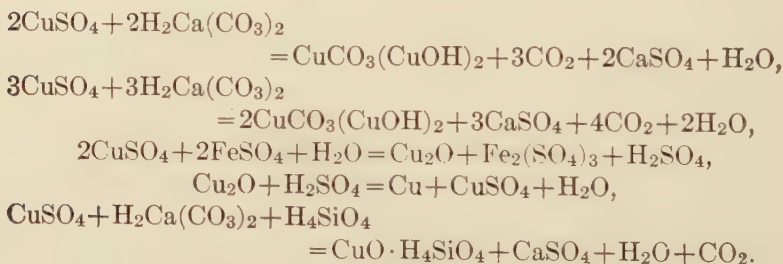 2CuSO₄+2H₂Ca(CO₃)₂
=CuCO₃(CuOH)₂+3CO₂+2CaSO₄+H₂O,
3CuSO₄+3H₂Ca(CO₃)₂
=2CuCO₃(CuOH)₂+3CaSO₄+4CO₂+2H₂O,
2CuSO₄+2FeSO₄+H₂O=Cu₂O+Fe₂(SO₄)₃+H₂SO₄,
Cu₂O+H₂SO₄=Cu+CuSO₄+H₂O,
CuSO₄+H₂Ca(CO₃)₂+H₄SiO₄
=CuO·H₄SiO₄+CaSO₄+H₂O+CO₂.